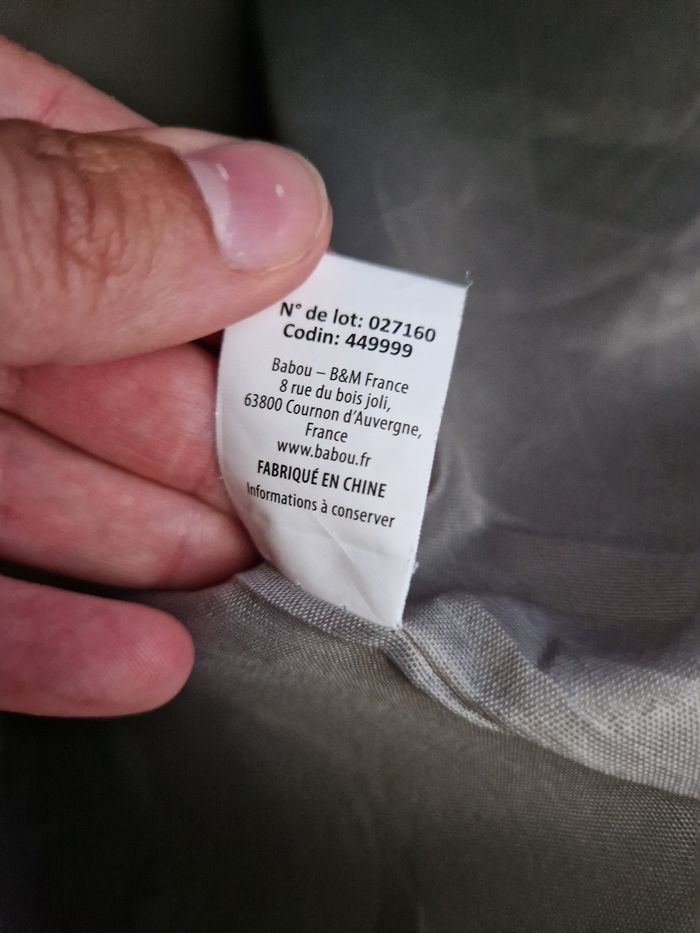 N° de lot: 027160
Codin: 449999
Babou – B&M France
8 rue du bois joli,
63800 Cournon d'Auvergne,
France
www.babou.fr
FABRIQUÉ EN CHINE
Informations à conserver